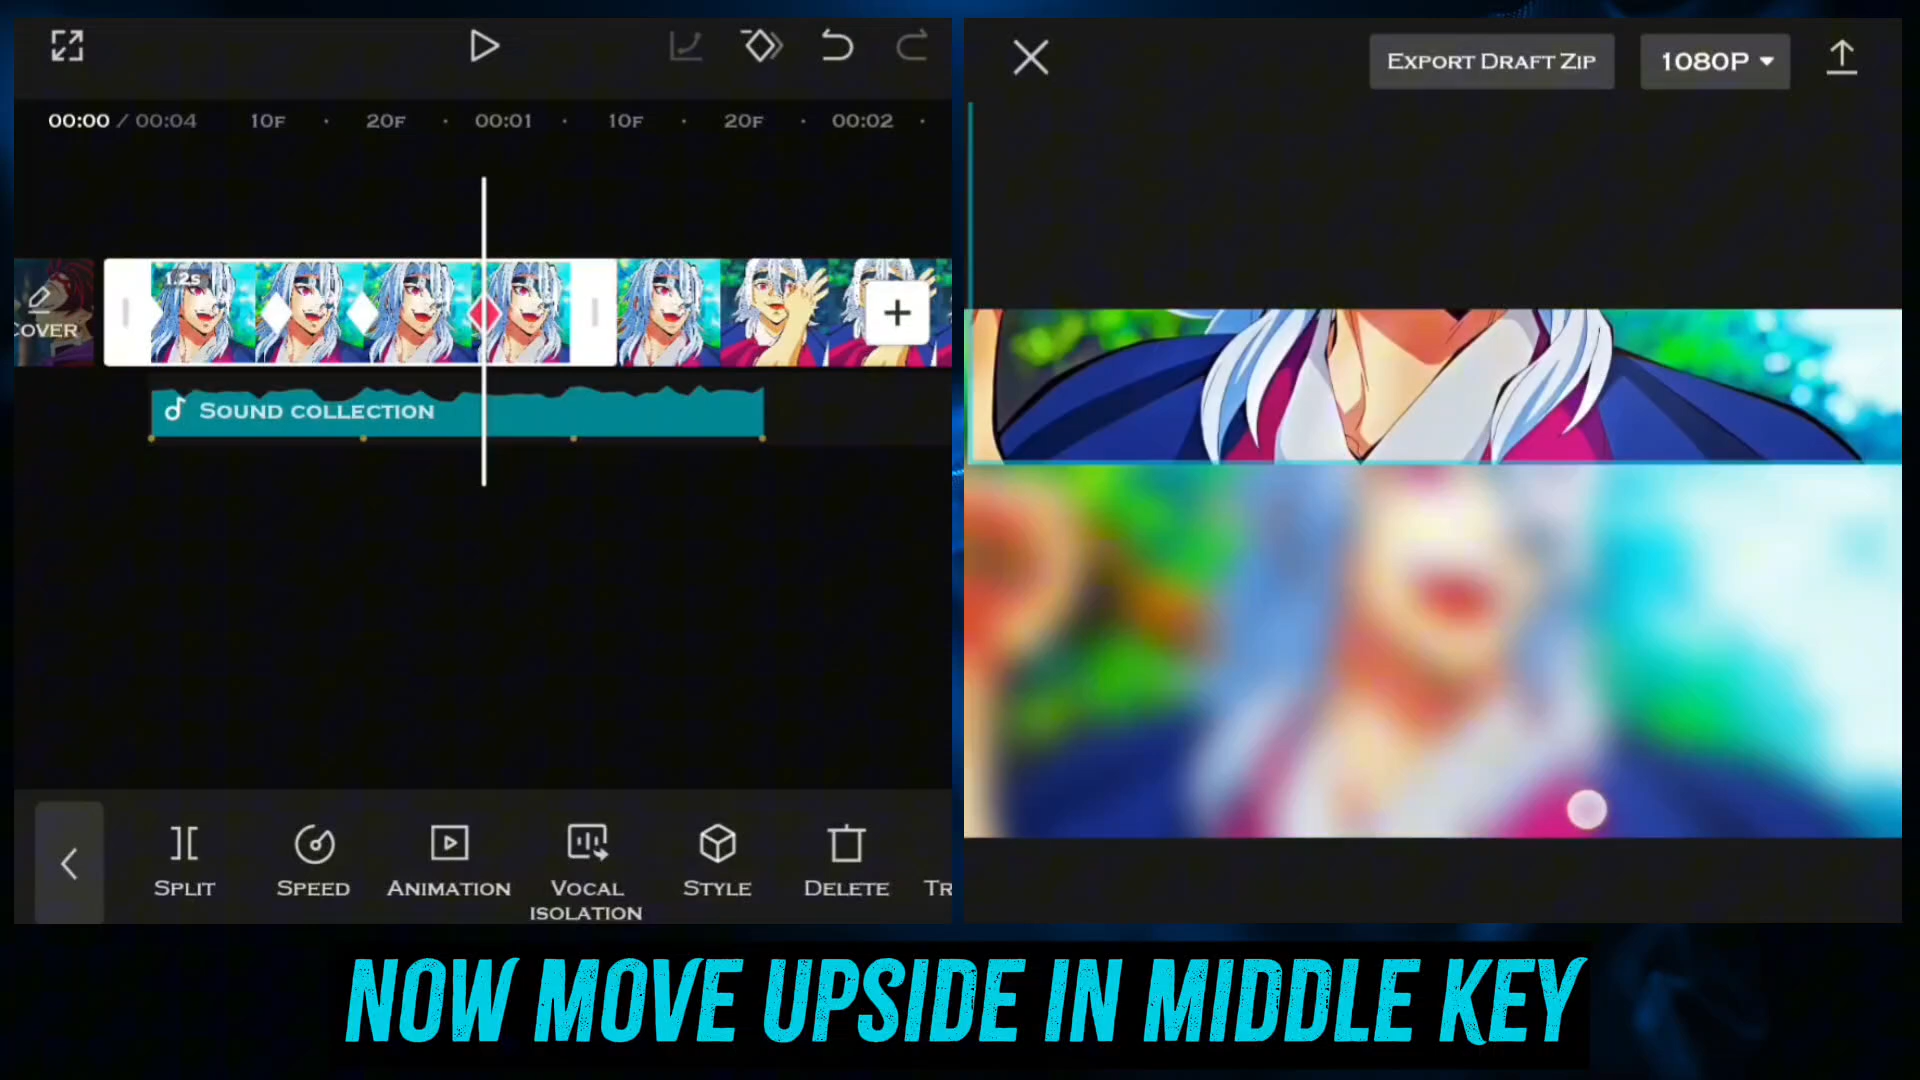 00:00 / 00:04 10F 20F 00:01 10F 20F 00:02
1.2s
COVER
SOUND COLLECTION
SPLIT SPEED ANIMATION VOCAL ISOLATION STYLE DELETE TR
EXPORT DRAFT ZIP 1080P
NOW MOVE UPSIDE IN MIDDLE KEY